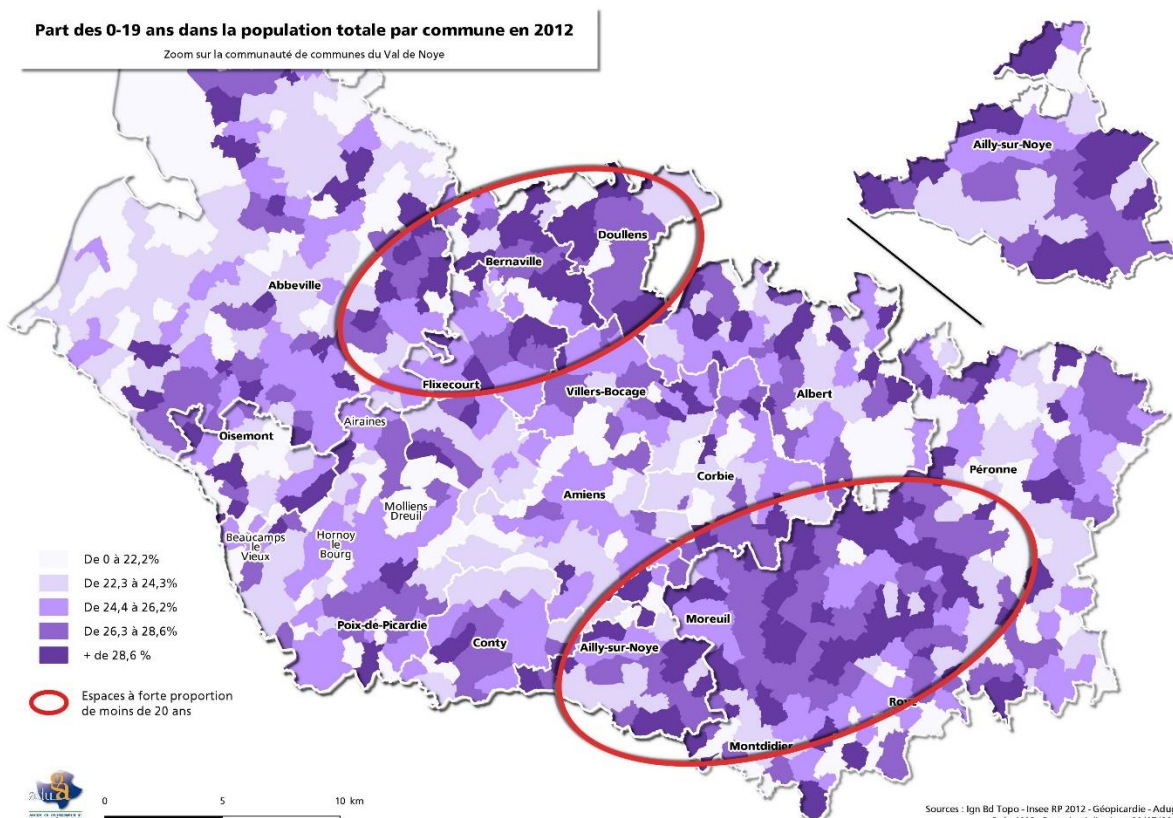 Part des 0-19 ans dans la population totale par commune en 2012
Zoom sur la communauté de communes du Val de Noye
Ailly-sur-Noye
Doullens
Bernaville
Abbeville
Flixecourt
Villers-Bocage
Albert
Airaines
Oisemont
Péronne
Corbie
Amiens
Molliens
Dreuil
Beaucamps
le
Vieux
Hornoy
le
Bourg
De 0 à 22,2%
De 22,3 à 24,3%
De 24,4 à 26,2%
De 26,3 à 28,6%
+ de 28,6 %
Moreuil
Poix-de-Picardie
Conty
Ailly-sur-Noye
Roye
Montdidier
Espaces à forte proportion
de moins de 20 ans
0 5 10 km
Sources : Ign Bd Topo - Insee RP 2012 - Géopicardie - Adug